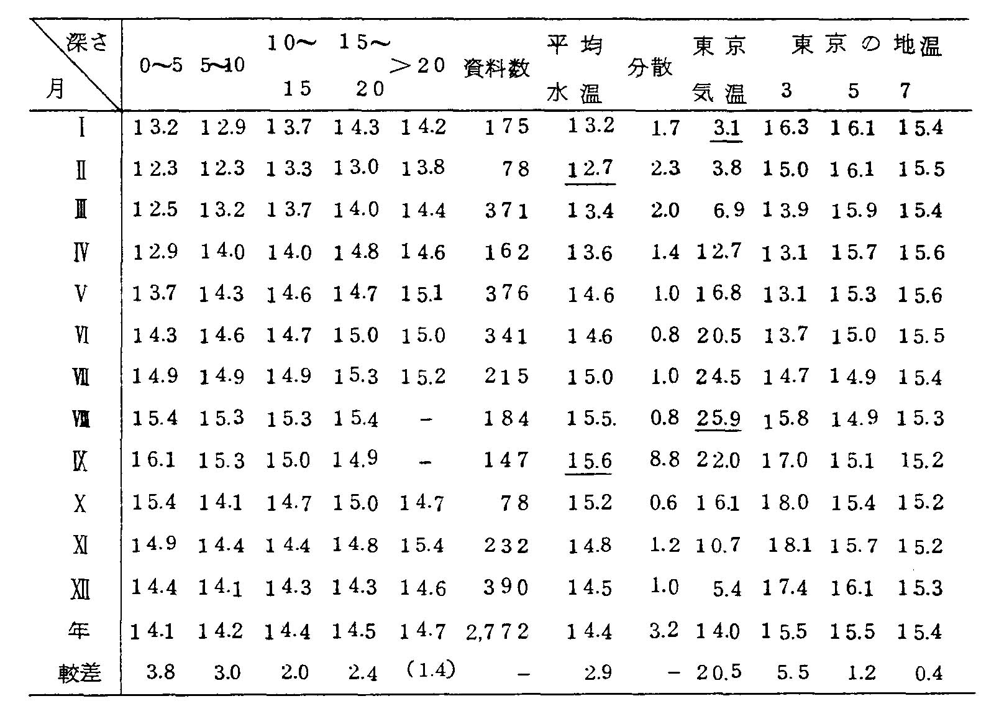 深さ 10〜 15〜 平均 東京 東京の地温
0〜5 5〜10 >20 資料数 分散
月 15 20 水温 気温 3 5 7
I 13.2 12.9 13.7 14.3 14.2 175 13.2 1.7 3.1 16.3 16.1 15.4
II 12.3 12.3 13.3 13.0 13.8 78 12.7 2.3 3.8 15.0 16.1 15.5
III 12.5 13.2 13.7 14.0 14.4 371 13.4 2.0 6.9 13.9 15.9 15.4
IV 12.9 14.0 14.0 14.8 14.6 162 13.6 1.4 12.7 13.1 15.7 15.6
V 13.7 14.3 14.6 14.7 15.1 376 14.6 1.0 16.8 13.1 15.3 15.6
VI 14.3 14.6 14.7 15.0 15.0 341 14.6 0.8 20.5 13.7 15.0 15.5
VII 14.9 14.9 14.9 15.3 15.2 215 15.0 1.0 24.5 14.7 14.9 15.4
VIII 15.4 15.3 15.3 15.4 - 184 15.5. 0.8 25.9 15.8 14.9 15.3
IX 16.1 15.3 15.0 14.9 - 147 15.6 8.8 22.0 17.0 15.1 15.2
X 15.4 14.1 14.7 15.0 14.7 78 15.2 0.6 16.1 18.0 15.4 15.2
XI 14.9 14.4 14.4 14.8 15.4 232 14.8 1.2 10.7 18.1 15.7 15.2
XII 14.4 14.1 14.3 14.3 14.6 390 14.5 1.0 5.4 17.4 16.1 15.3
年 14.1 14.2 14.4 14.5 14.7 2,772 14.4 3.2 14.0 15.5 15.5 15.4
較差 3.8 3.0 2.0 2.4 (1.4) - 2.9 - 20.5 5.5 1.2 0.4